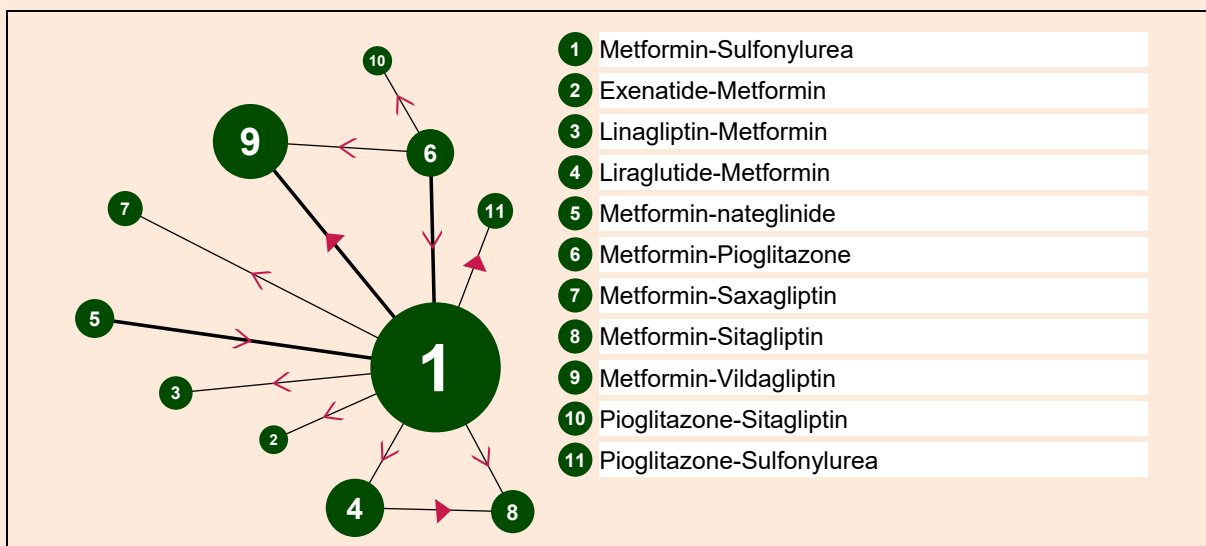 1 Metformin-Sulfonylurea
2 Exenatide-Metformin
3 Linagliptin-Metformin
4 Liraglutide-Metformin
5 Metformin-nateglinide
6 Metformin-Pioglitazone
7 Metformin-Saxagliptin
8 Metformin-Sitagliptin
9 Metformin-Vildagliptin
10 Pioglitazone-Sitagliptin
11 Pioglitazone-Sulfonylurea
10
9
6
7
11
5
1
3
2
4
8